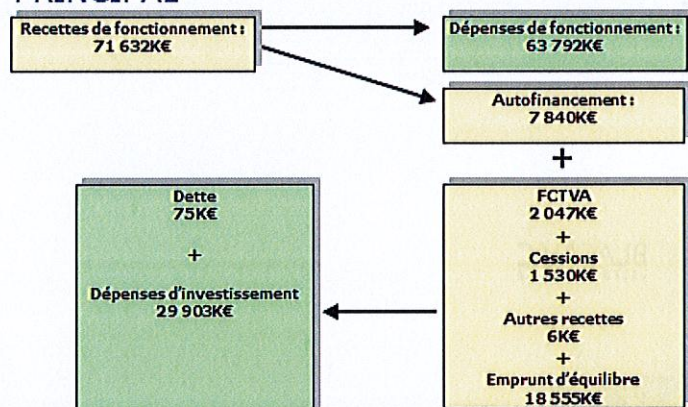 Recettes de fonctionnement :
71 632K€
Dépenses de fonctionnement :
63 792K€
Autofinancement :
7 840K€
+
Dette
75K€
+
Dépenses d'investissement
29 903K€
FCTVA
2 047K€
+
Cessions
1 530K€
+
Autres recettes
6K€
+
Emprunt d'équilibre
18 555K€